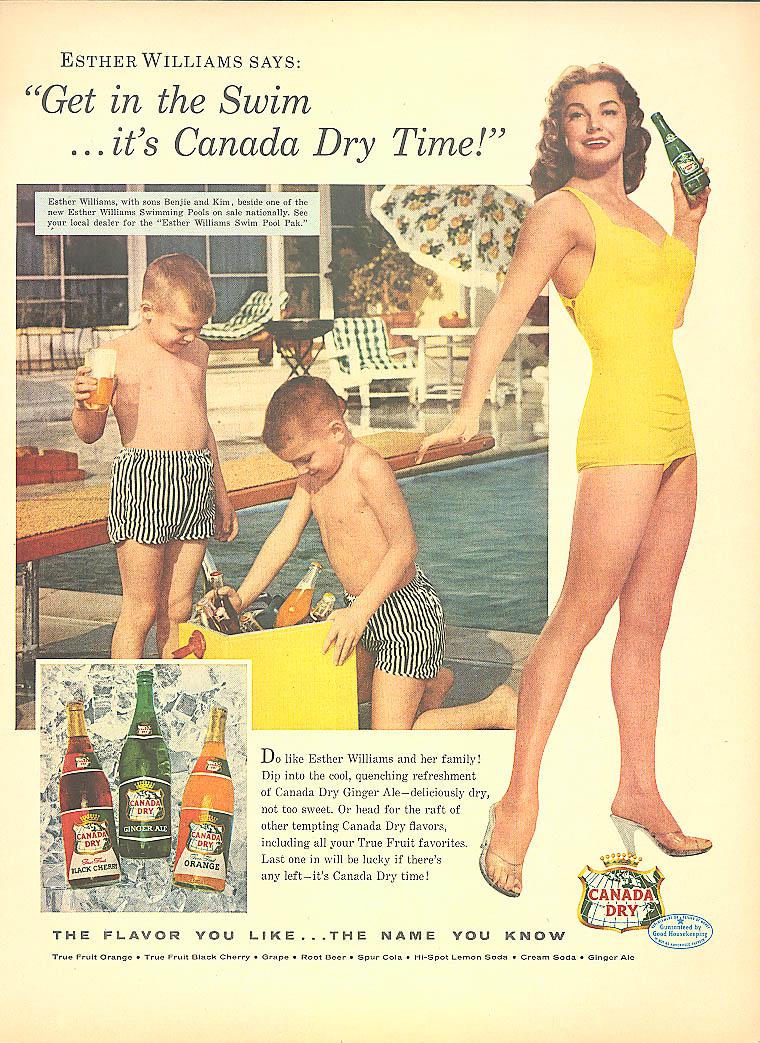 ESTHER WILLIAMS SAYS:
“Get in the Swim
...it’s Canada Dry Time!”
Esther Williams, with sons Benjie and Kim, beside one of the
new Esther Williams Swimming Pools on sale nationally. See
your local dealer for the “Esther Williams Swim Pool Pak.”
CANADA
DRY
BLACK CHERRY
CANADA
DRY
GINGER ALE
CANADA
DRY
True Fruit
ORANGE
Do like Esther Williams and her family!
Dip into the cool, quenching refreshment
of Canada Dry Ginger Ale—deliciously dry,
not too sweet. Or head for the raft of
other tempting Canada Dry flavors,
including all your True Fruit favorites.
Last one in will be lucky if there’s
any left—it’s Canada Dry time!
CANADA
DRY
Guaranteed by
Good Housekeeping
THE FLAVOR YOU LIKE...THE NAME YOU KNOW
True Fruit Orange • True Fruit Black Cherry • Grape • Root Beer • Spur Cola • Hi-Spot Lemon Soda • Cream Soda • Ginger Ale